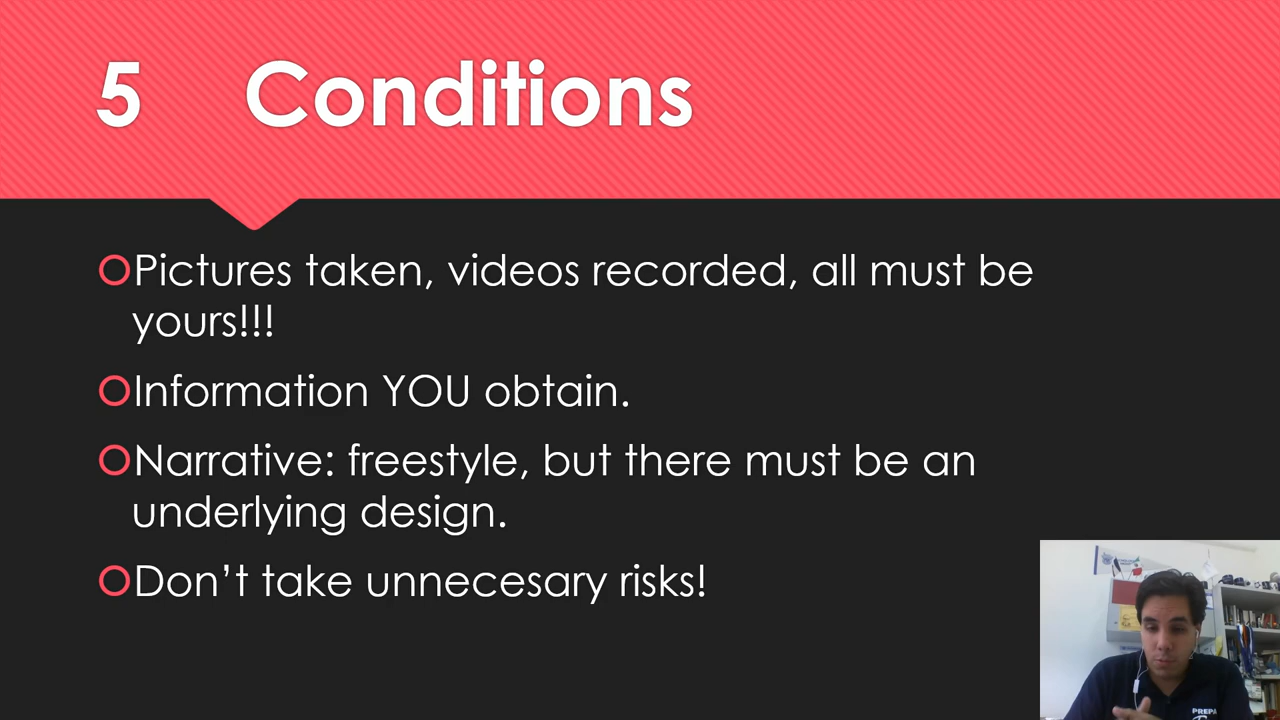 5 Conditions
Pictures taken, videos recorded, all must be
yours!!!
Information YOU obtain.
Narrative: freestyle, but there must be an
underlying design.
Don’t take unnecesary risks!
PREPA